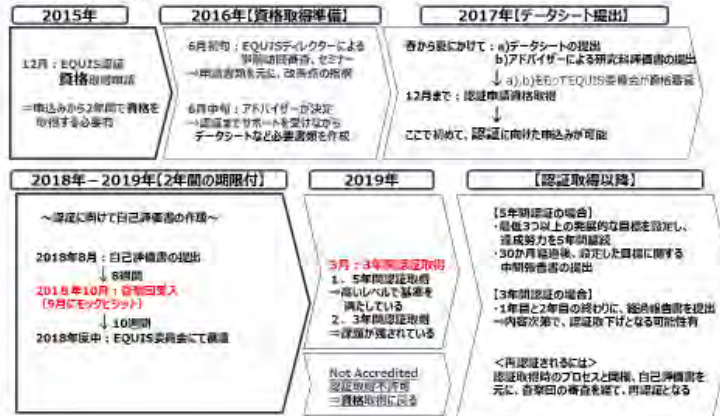 2015年
12月：EQUIS認証
資格取得申請
⇒申込みから2年間で資格を
取得する必要有
2016年【資格取得準備】
6月初旬：EQUISディレクターによる
事前訪問審査、セミナー
⇒申請書類を元に、改善点の指摘
6月中旬：アドバイザーが決定
⇒認証までサポートを受けながら
データシートなど必要書類を作成
2017年【データシート提出】
春から夏にかけて：a)データシートの提出
b)アドバイザーによる研究科評価書の提出
↓ a),b)をもってEQUIS委員会が資格審査
12月まで：認証申請資格取得
↓
ここで初めて、認証に向けた申込みが可能
2018年－2019年【2年間の期限付】
～認証に向けて自己評価書の作成～
2018年8月：自己評価書の提出
↓ 8週間
2018年10月：査察団受入
（9月にモックビジット）
↓ 10週間
2018年度中：EQUIS委員会にて審議
2019年
3月：3年間認証取得
1、5年間認証取得
⇒高いレベルで基準を
満たしている
2、3年間認証取得
⇒課題が残されている
Not Accredited
認証取得不許可
⇒資格取得に戻る
【認証取得以降】
【5年間認証の場合】
・最低3つ以上の発展的な目標を設定し、
達成努力を5年間継続
・30か月経過後、設定した目標に関する
中間報告書の提出
【3年間認証の場合】
・1年目と2年目の終わりに、経過報告書を提出
⇒内容次第で、認証取下げとなる可能性有
＜再認証されるには＞
認証取得時のプロセスと同様、自己評価書を
元に、査察団の審査を経て、再認証となる